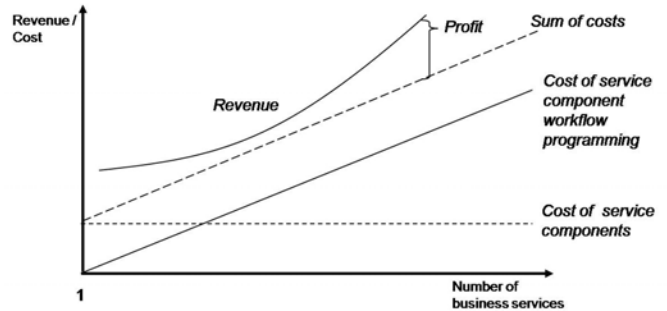 Revenue /
Cost
Profit
Sum of costs
Revenue
Cost of service
component
workflow
programming
Cost of service
components
1
Number of
business services